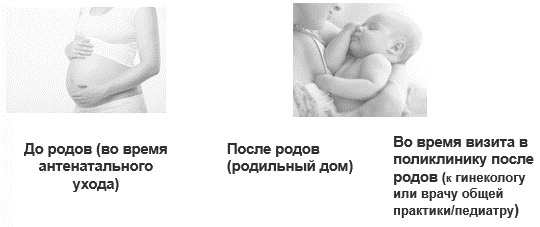 До родов (во время
антенатального
ухода)
После родов
(родильный дом)
Во время визита в
поликлинику после
родов (к гинекологу
или врачу общей
практики/педиатру)